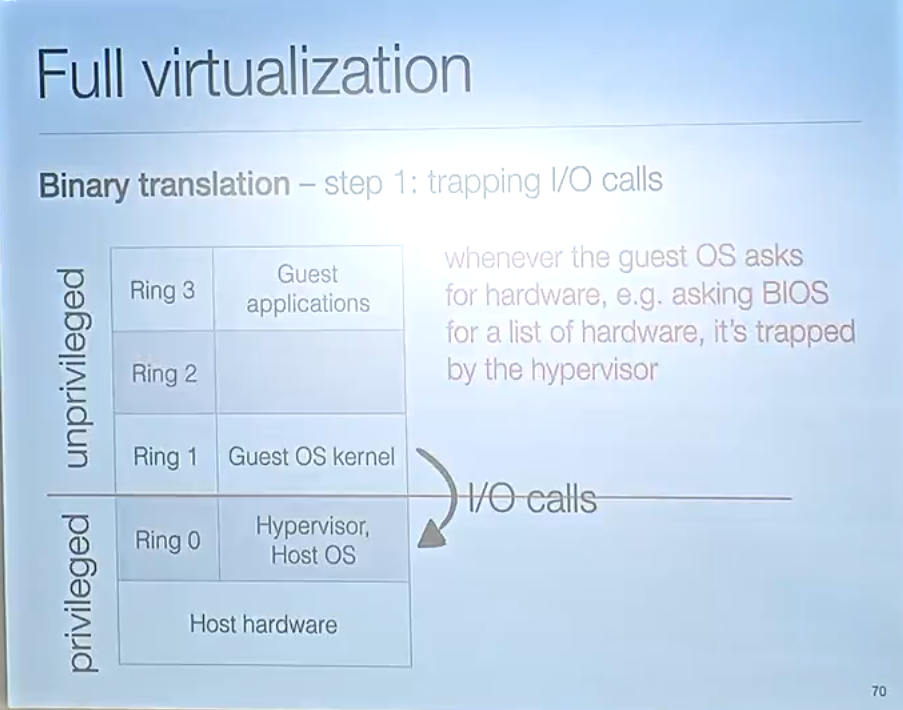 Full virtualization
Binary translation – step 1: trapping I/O calls
unprivileged
Ring 3
Guest
applications
whenever the guest OS asks
for hardware, e.g. asking BIOS
for a list of hardware, it's trapped
by the hypervisor
Ring 2
Ring 1
Guest OS kernel
I/O calls
privileged
Ring 0
Hypervisor,
Host OS
Host hardware
70